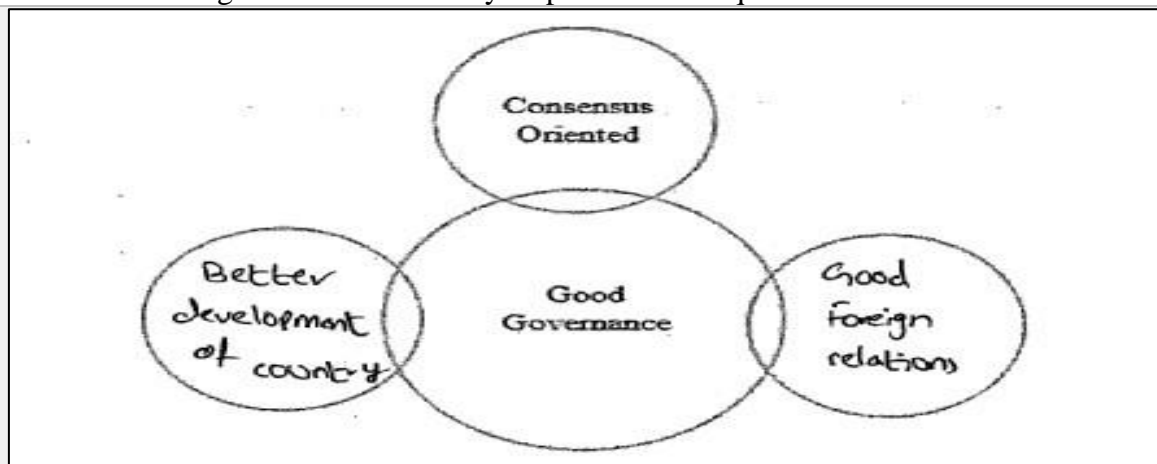 Consensus
Oriented
Better
development
of country
Good
Governance
Good
Foreign
relations